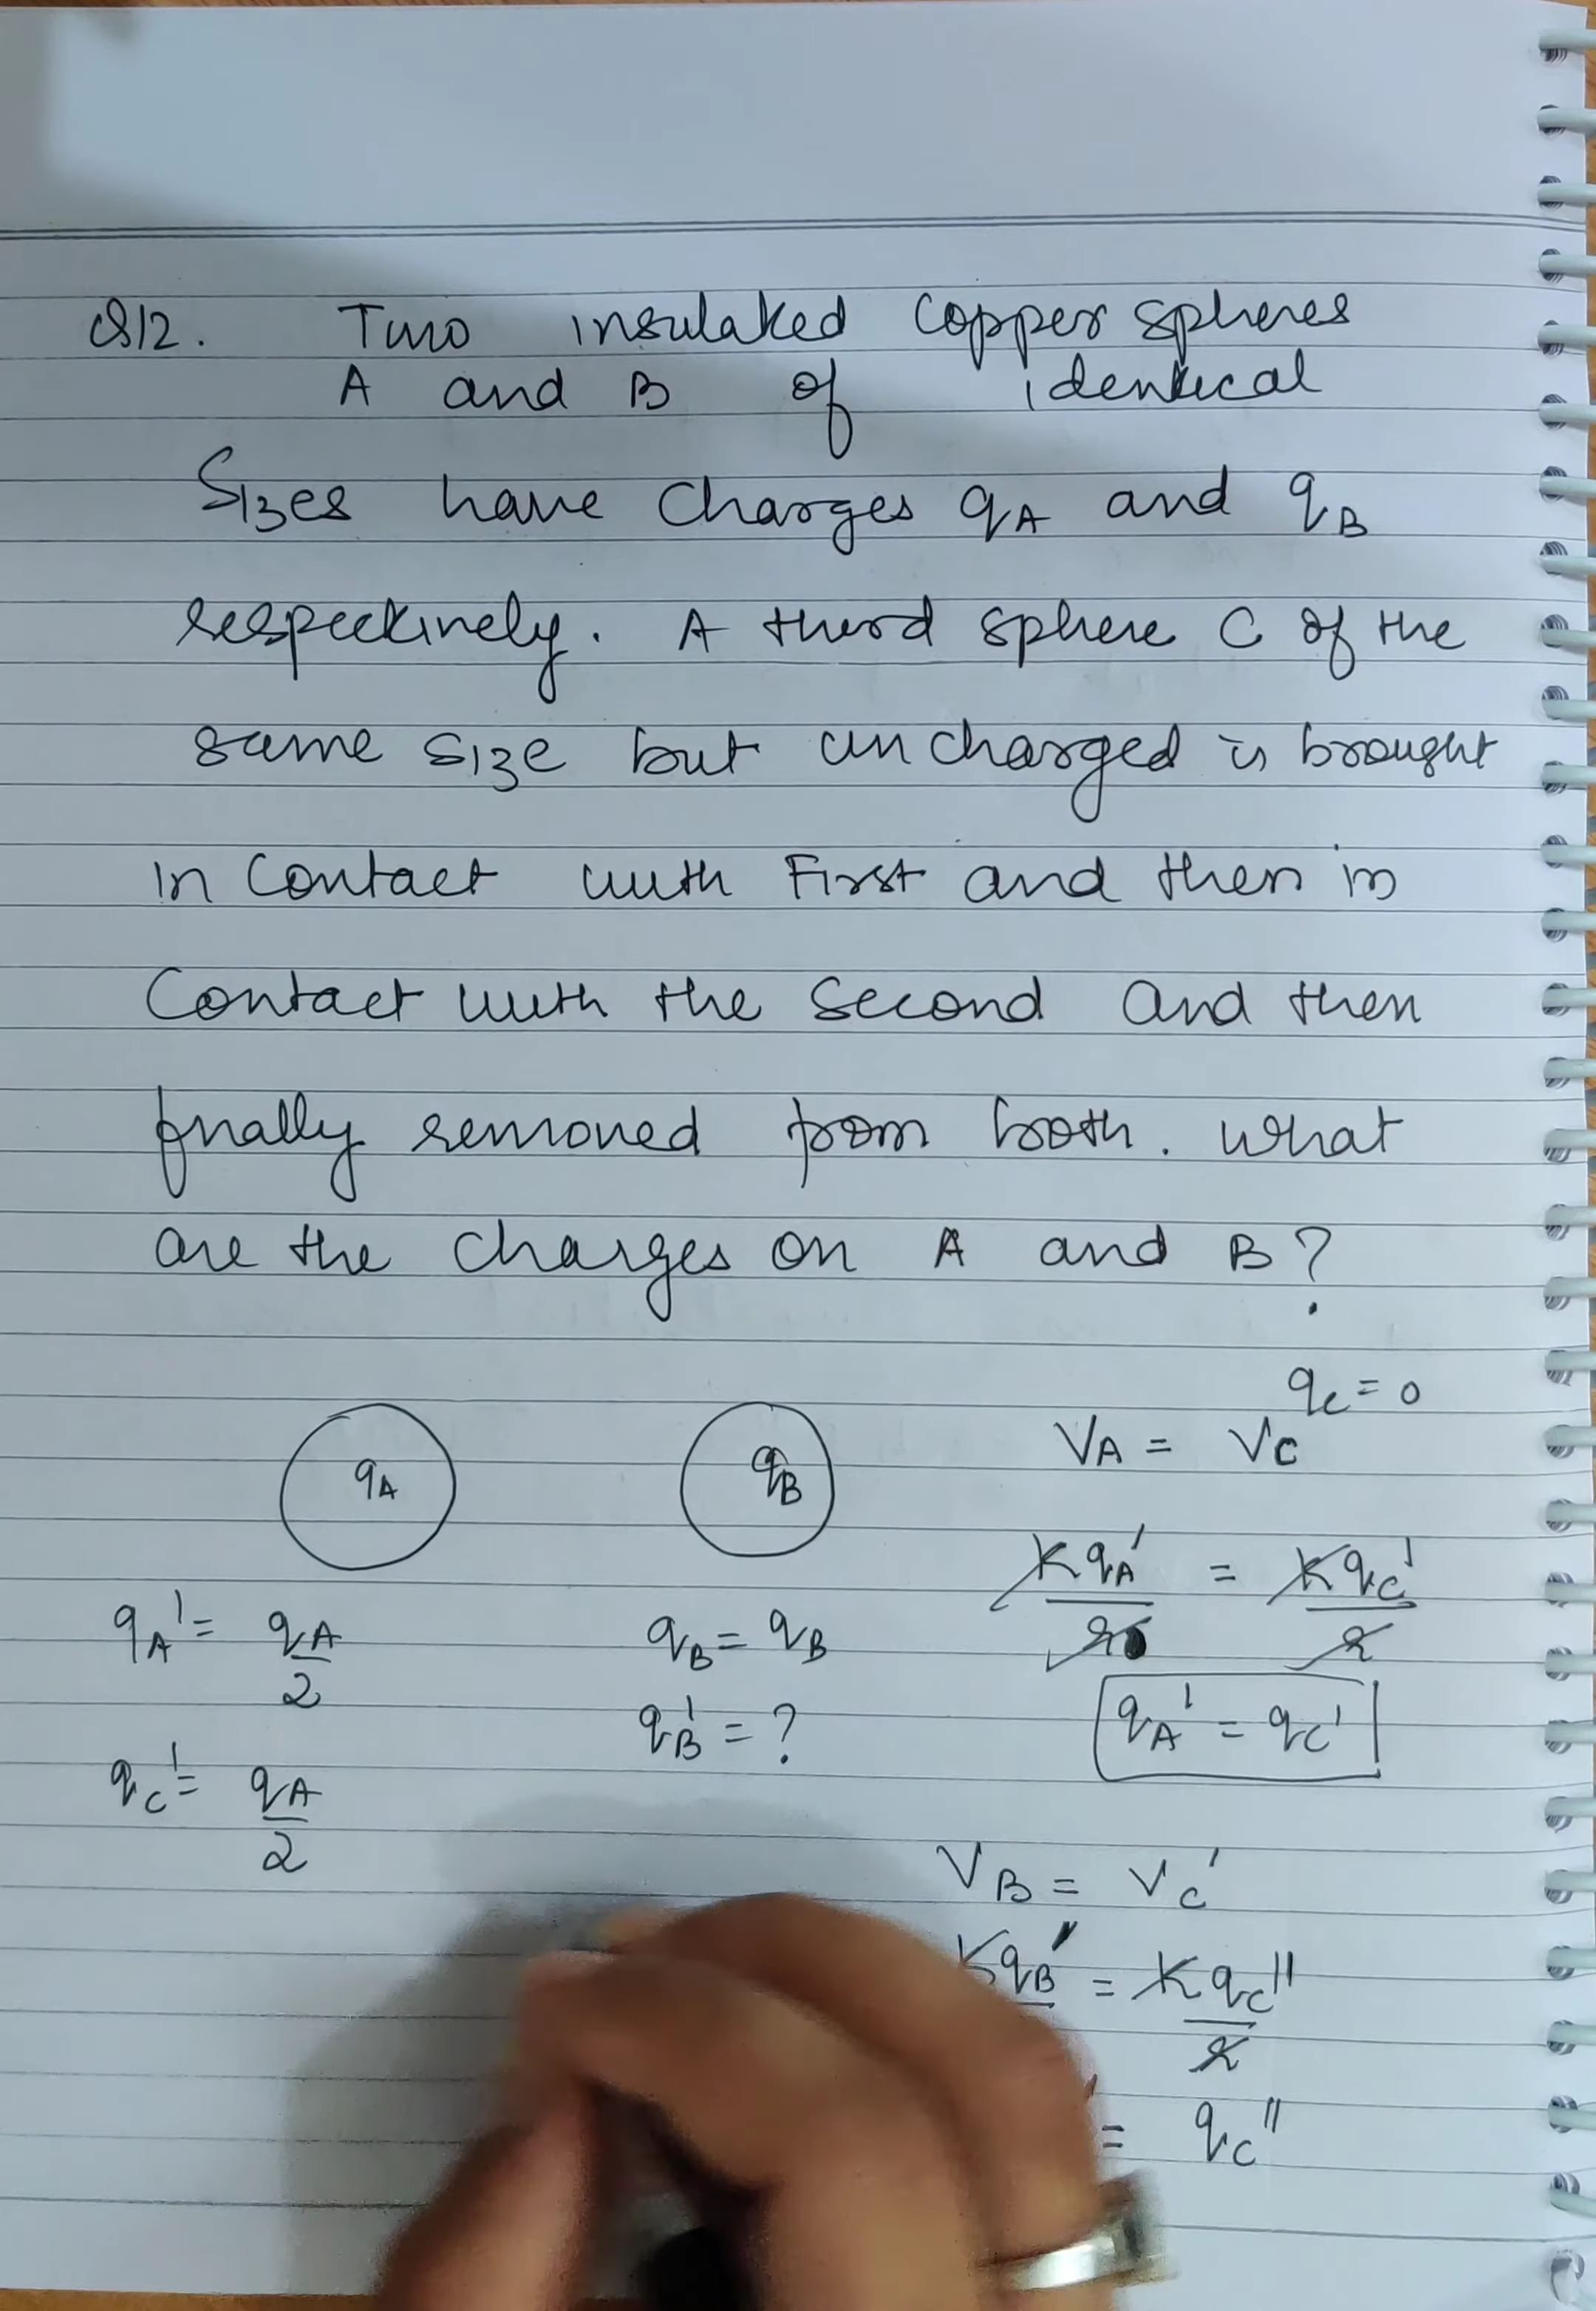 Q12. Two insulated copper spheres
A and B of identical
Sizes have charges qA and qB
respectively. A third sphere C of the
same size but uncharged is brought
in contact with First and then in
Contact with the second and then
finally removed from both. What
are the charges on A and B?
qc = 0
VA = VC
qA
qB
KqA'/r = Kqc'/r
qA' = qA/2
qB = qB
qA' = qc'
qB' = ?
qc' = qA/2
VB = Vc'
KqB' = Kqc''/r
= qc''